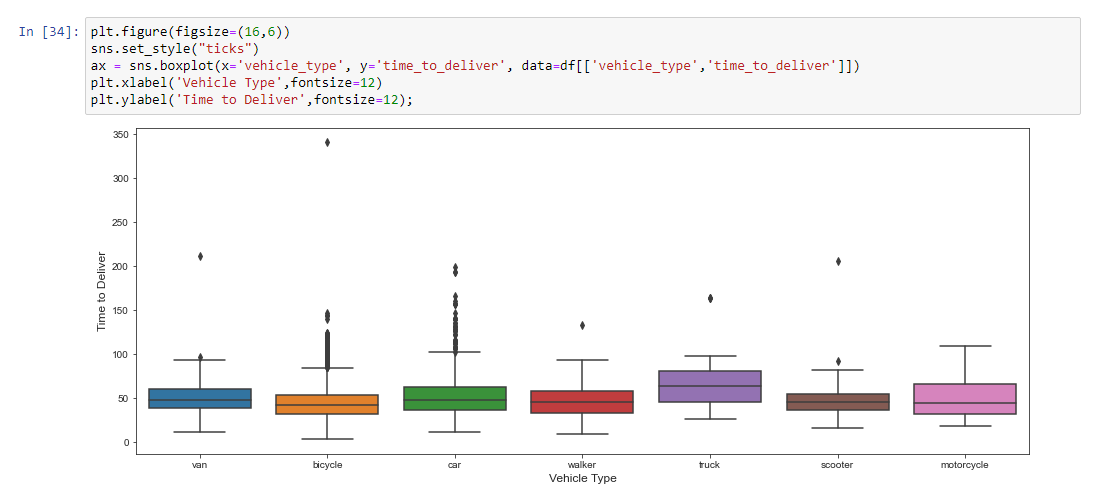 In [34]: plt.figure(figsize=(16,6))
sns.set_style("ticks")
ax = sns.boxplot(x='vehicle_type', y='time_to_deliver', data=df[['vehicle_type','time_to_deliver']])
plt.xlabel('Vehicle Type',fontsize=12)
plt.ylabel('Time to Deliver',fontsize=12);
350
300
250
200
150
100
50
0
Time to Deliver
van bicycle car walker truck scooter motorcycle
Vehicle Type